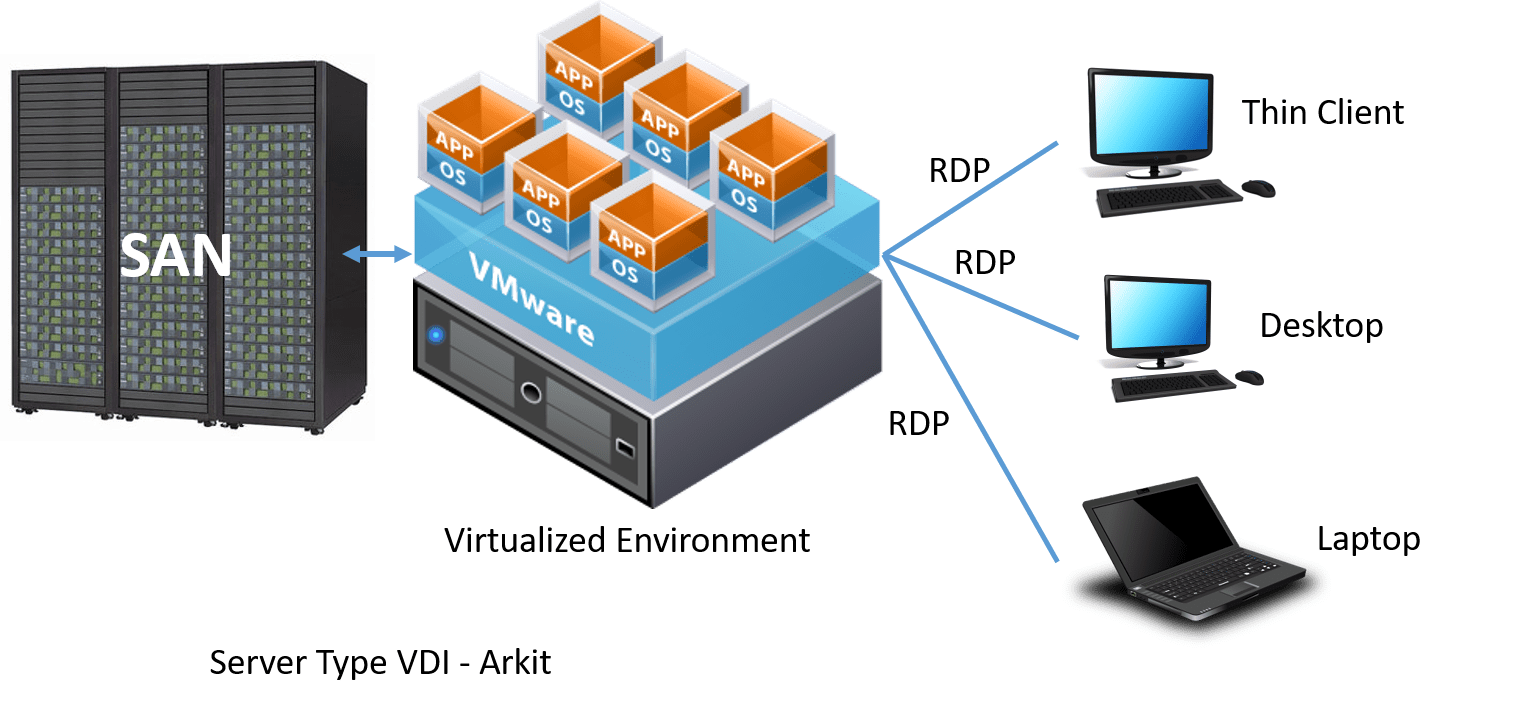 SAN
APP
OS
APP
OS
APP
OS
APP
OS
APP
OS
APP
OS
VMware
Virtualized Environment
RDP
RDP
RDP
Thin Client
Desktop
Laptop
Server Type VDI - Arkit